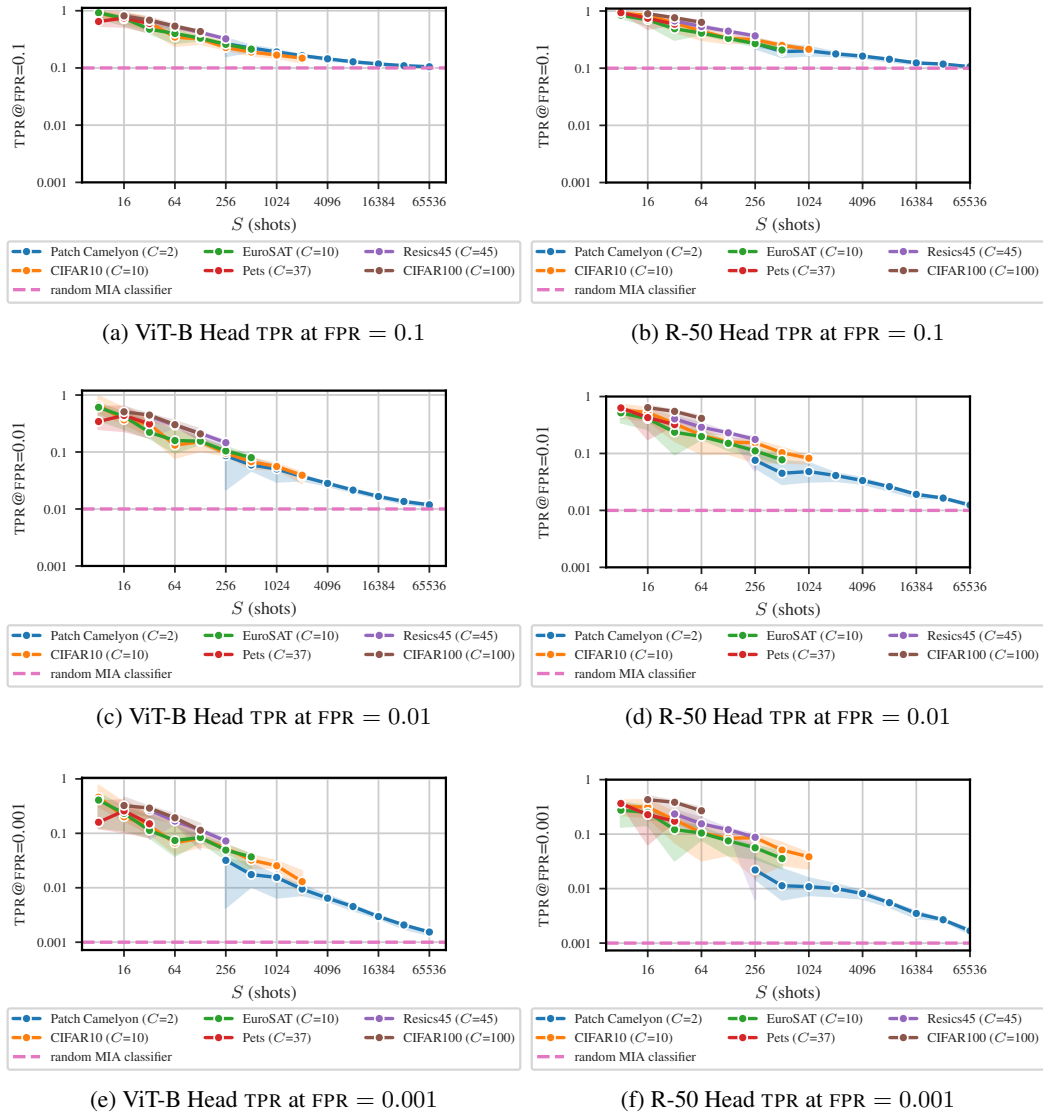 1
0.1
0.01
0.001
TPR@FPR=0.1
16 64 256 1024 4096 16384 65536
S (shots)
Patch Camelyon (C=2) EuroSAT (C=10) Resics45 (C=45)
CIFAR10 (C=10) Pets (C=37) CIFAR100 (C=100)
random MIA classifier
(a) ViT-B Head TPR at FPR = 0.1
1
0.1
0.01
0.001
TPR@FPR=0.1
16 64 256 1024 4096 16384 65536
S (shots)
Patch Camelyon (C=2) EuroSAT (C=10) Resics45 (C=45)
CIFAR10 (C=10) Pets (C=37) CIFAR100 (C=100)
random MIA classifier
(b) R-50 Head TPR at FPR = 0.1
1
0.1
0.01
0.001
TPR@FPR=0.01
16 64 256 1024 4096 16384 65536
S (shots)
Patch Camelyon (C=2) EuroSAT (C=10) Resics45 (C=45)
CIFAR10 (C=10) Pets (C=37) CIFAR100 (C=100)
random MIA classifier
(c) ViT-B Head TPR at FPR = 0.01
1
0.1
0.01
0.001
TPR@FPR=0.01
16 64 256 1024 4096 16384 65536
S (shots)
Patch Camelyon (C=2) EuroSAT (C=10) Resics45 (C=45)
CIFAR10 (C=10) Pets (C=37) CIFAR100 (C=100)
random MIA classifier
(d) R-50 Head TPR at FPR = 0.01
1
0.1
0.01
0.001
TPR@FPR=0.001
16 64 256 1024 4096 16384 65536
S (shots)
Patch Camelyon (C=2) EuroSAT (C=10) Resics45 (C=45)
CIFAR10 (C=10) Pets (C=37) CIFAR100 (C=100)
random MIA classifier
(e) ViT-B Head TPR at FPR = 0.001
1
0.1
0.01
0.001
TPR@FPR=0.001
16 64 256 1024 4096 16384 65536
S (shots)
Patch Camelyon (C=2) EuroSAT (C=10) Resics45 (C=45)
CIFAR10 (C=10) Pets (C=37) CIFAR100 (C=100)
random MIA classifier
(f) R-50 Head TPR at FPR = 0.001